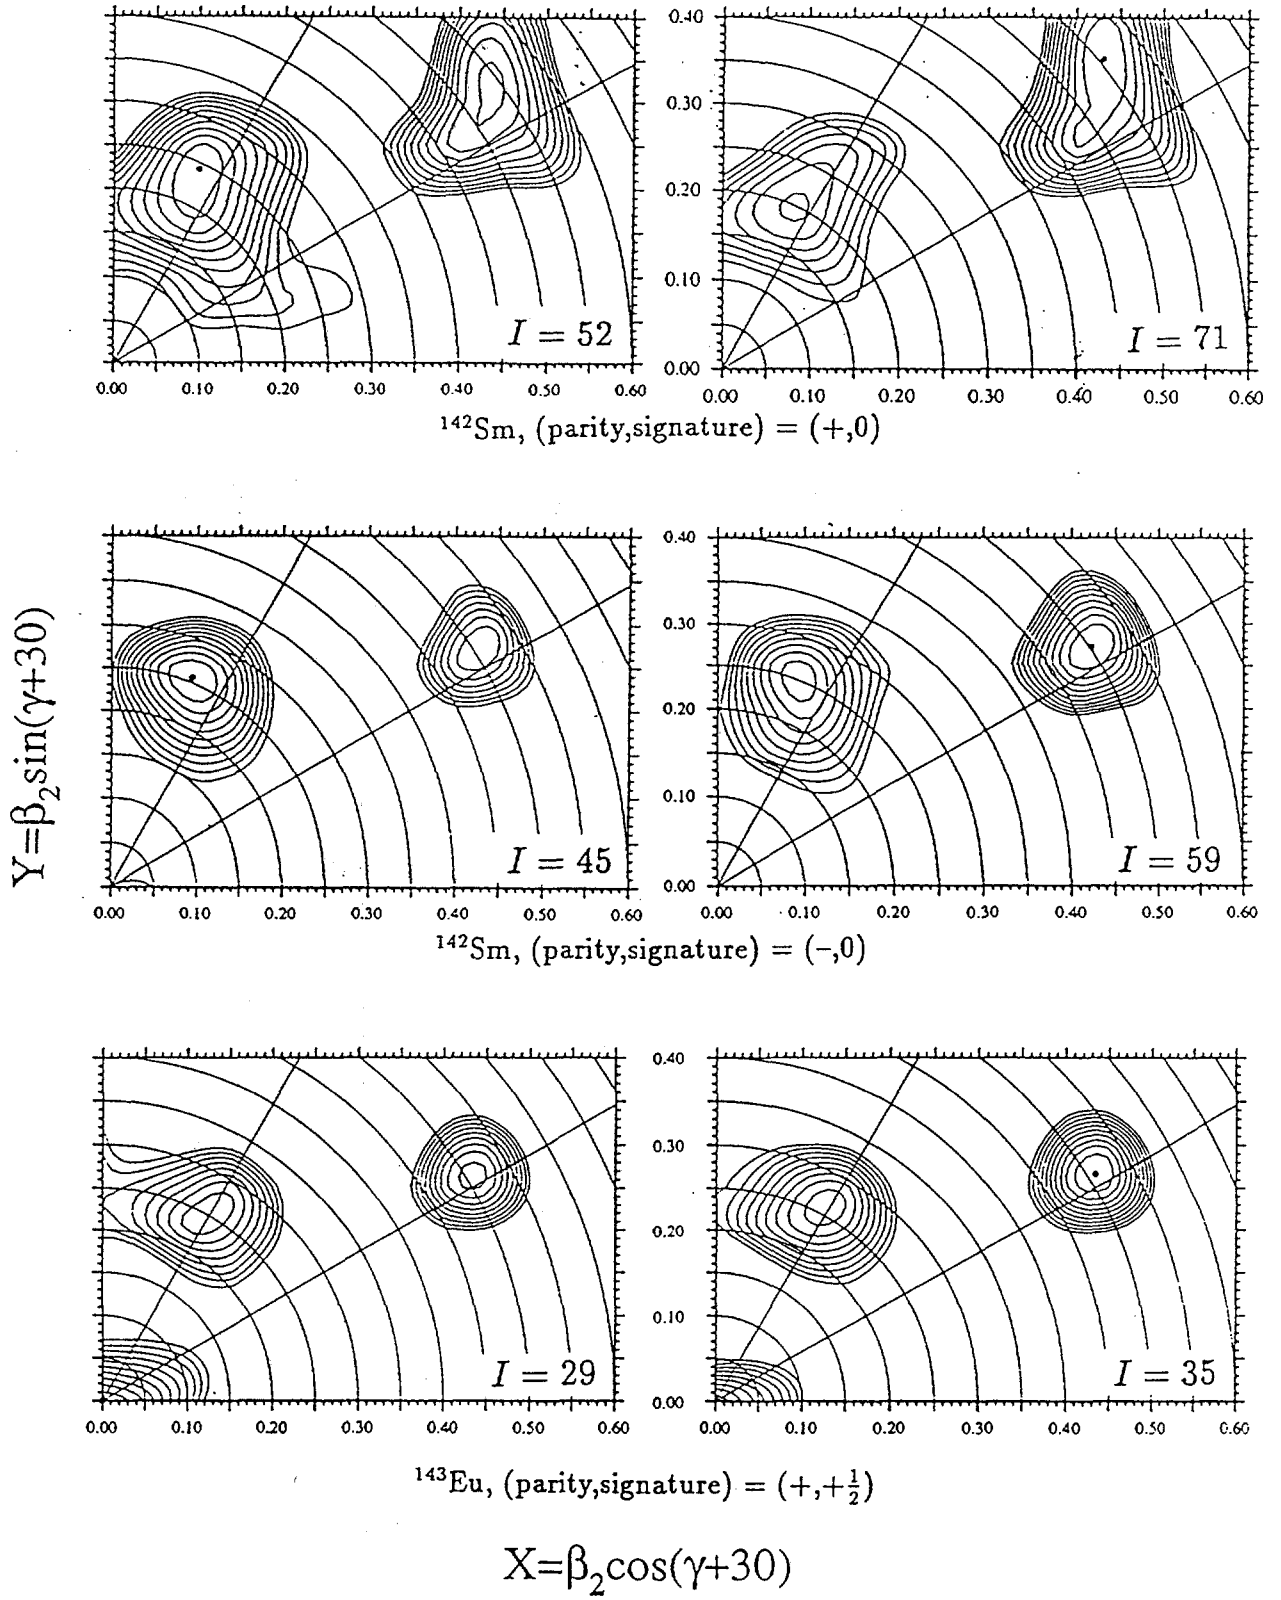 0.40
0.30
0.20
0.10
0.00
I = 52
I = 71
0.00 0.10 0.20 0.30 0.40 0.50 0.60
0.00 0.10 0.20 0.30 0.40 0.50 0.60
¹⁴²Sm, (parity,signature) = (+,0)
0.40
0.30
0.20
0.10
0.00
I = 45
I = 59
0.00 0.10 0.20 0.30 0.40 0.50 0.60
0.00 0.10 0.20 0.30 0.40 0.50 0.60
¹⁴²Sm, (parity,signature) = (-,0)
Y=β₂sin(γ+30)
0.40
0.30
0.20
0.10
0.00
I = 29
I = 35
0.00 0.10 0.20 0.30 0.40 0.50 0.60
0.00 0.10 0.20 0.30 0.40 0.50 0.60
¹⁴³Eu, (parity,signature) = (+,+½)
X=β₂cos(γ+30)